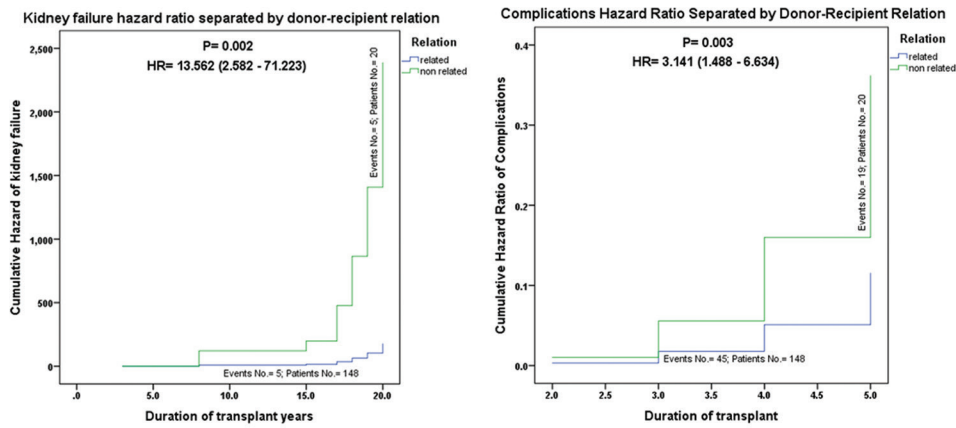 Kidney failure hazard ratio separated by donor-recipient relation
P= 0.002
HR= 13.562 (2.582 - 71.223)
Relation
related
non related
Events No.= 5; Patients No.= 20
Cumulative Hazard of kidney failure
2,500
2,000
1,500
1,000
500
0
Events No.= 5; Patients No.= 148
.0 5.0 10.0 15.0 20.0
Duration of transplant years
Complications Hazard Ratio Separated by Donor-Recipient Relation
P= 0.003
HR= 3.141 (1.488 - 6.634)
Relation
related
non related
Events No.= 19; Patients No.= 20
Cumulative Hazard Ratio of Complications
0.4
0.3
0.2
0.1
0.0
Events No.= 45; Patients No.= 148
2.0 2.5 3.0 3.5 4.0 4.5 5.0
Duration of transplant